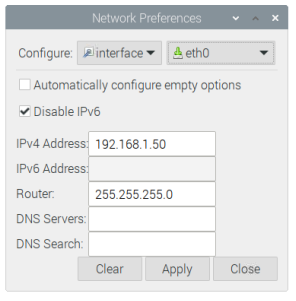 Network Preferences
Configure: interface eth0
Automatically configure empty options
Disable IPv6
IPv4 Address: 192.168.1.50
IPv6 Address:
Router: 255.255.255.0
DNS Servers:
DNS Search:
Clear Apply Close